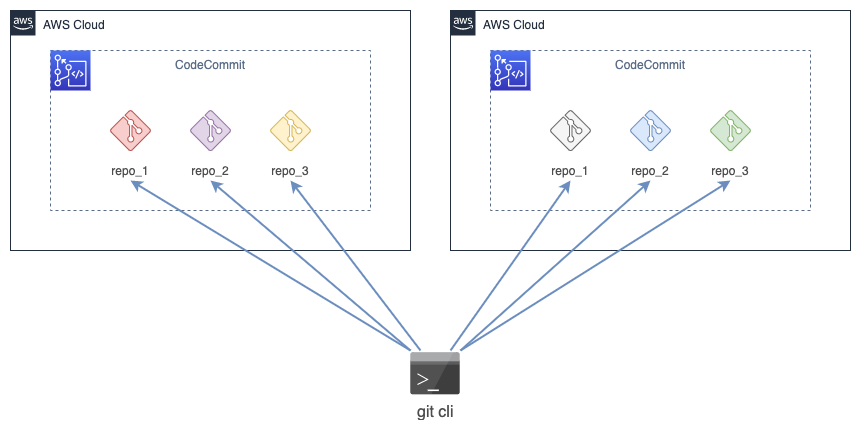 aws AWS Cloud
CodeCommit
repo_1 repo_2 repo_3
aws AWS Cloud
CodeCommit
repo_1 repo_2 repo_3
>_
git cli